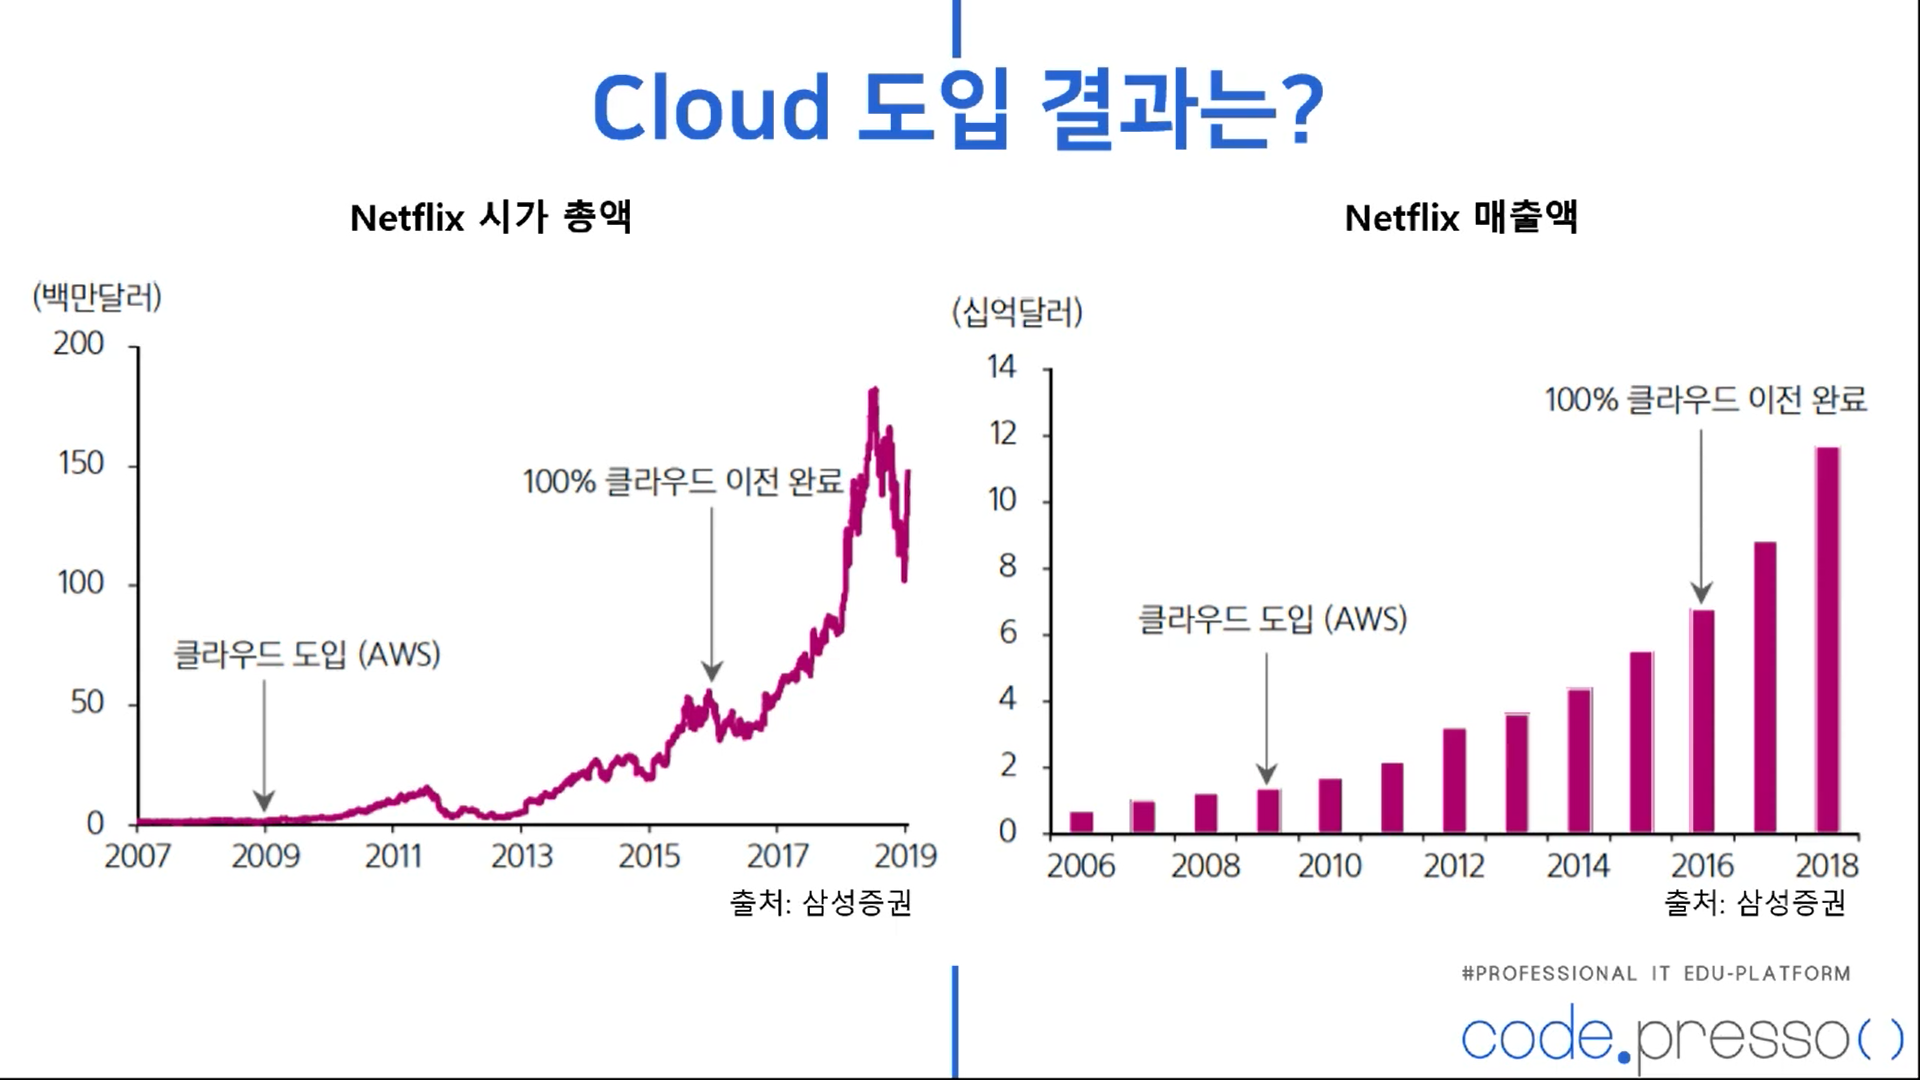 Cloud 도입 결과는?
Netflix 시가 총액
(백만달러)
200
150
100
50
0
100% 클라우드 이전 완료
클라우드 도입 (AWS)
2007 2009 2011 2013 2015 2017 2019
출처: 삼성증권
Netflix 매출액
(십억달러)
14
12
10
8
6
4
2
0
100% 클라우드 이전 완료
클라우드 도입 (AWS)
2006 2008 2010 2012 2014 2016 2018
출처: 삼성증권
#PROFESSIONAL IT EDU-PLATFORM
code.presso()